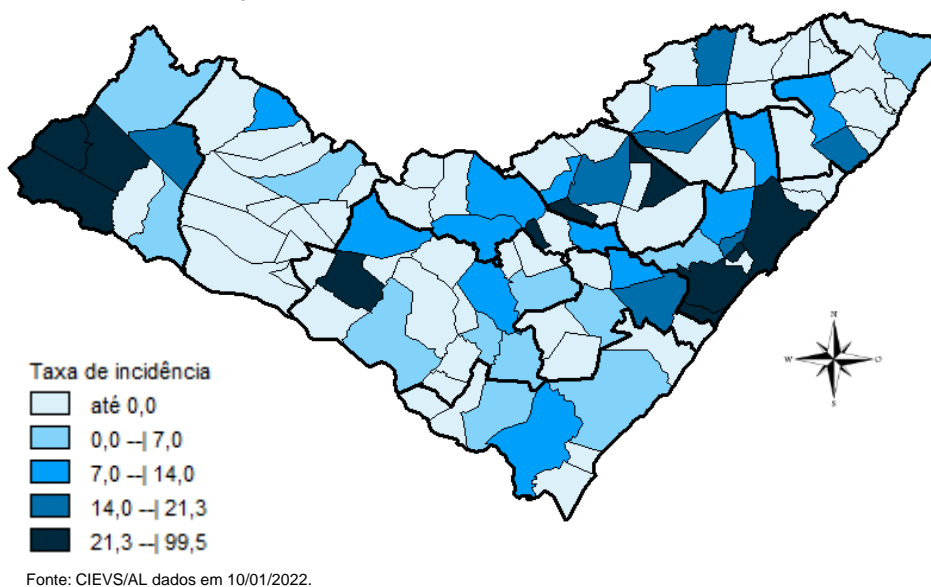 N
W
O
S
Taxa de incidência
até 0,0
0,0 --| 7,0
7,0 --| 14,0
14,0 --| 21,3
21,3 --| 99,5
Fonte: CIEVS/AL dados em 10/01/2022.